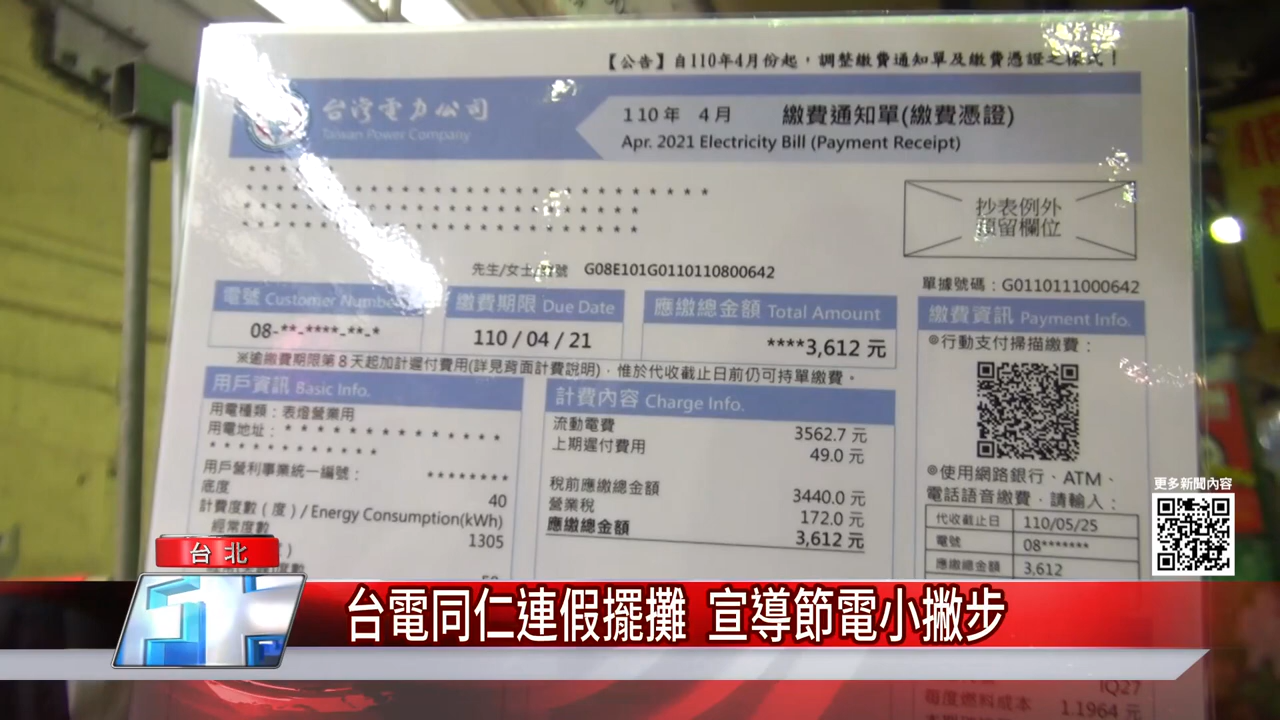 【公告】自110年4月份起，調整繳費通知單及繳費憑證之樣式！
台灣電力公司
Taiwan Power Company
110年 4月 繳費通知單(繳費憑證)
Apr. 2021 Electricity Bill (Payment Receipt)
抄表例外
預留欄位
先生/女士 G08E101G0110110800642
單據號碼：G0110111000642
電號 Customer Number
08-**-****-**-*
繳費期限 Due Date
110 / 04 / 21
應繳總金額 Total Amount
****3,612 元
繳費資訊 Payment Info.
◎行動支付掃描繳費：
※逾繳費期限第8天起加計遲付費用(詳見背面計費說明)，惟於代收截止日前仍可持單繳費。
用戶資訊 Basic Info.
用電種類：表燈營業用
用電地址：* * * * * * * * * * * * * *
* * * * * * * * * * *
用戶營利事業統一編號： * * * * * * * *
底度 40
計費度數(度)/ Energy Consumption(kWh)
經常度數 1305
計費內容 Charge Info.
流動電費 3562.7 元
上期遲付費用 49.0 元
稅前應繳總金額 3440.0 元
營業稅 172.0 元
應繳總金額 3,612 元
◎使用網路銀行、ATM、
電話語音繳費，請輸入：
代收截止日 110/05/25
電號 08*******
應繳總金額 3,612
更多新聞內容
台北
台電同仁連假擺攤 宣導節電小撇步
IQ27
每度燃料成本 1.1964 元